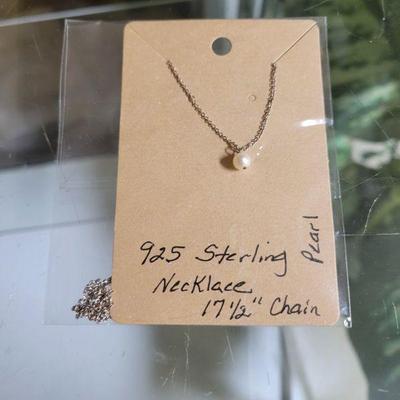 925 Sterling
Necklace
17 1/2" Chain
Pearl